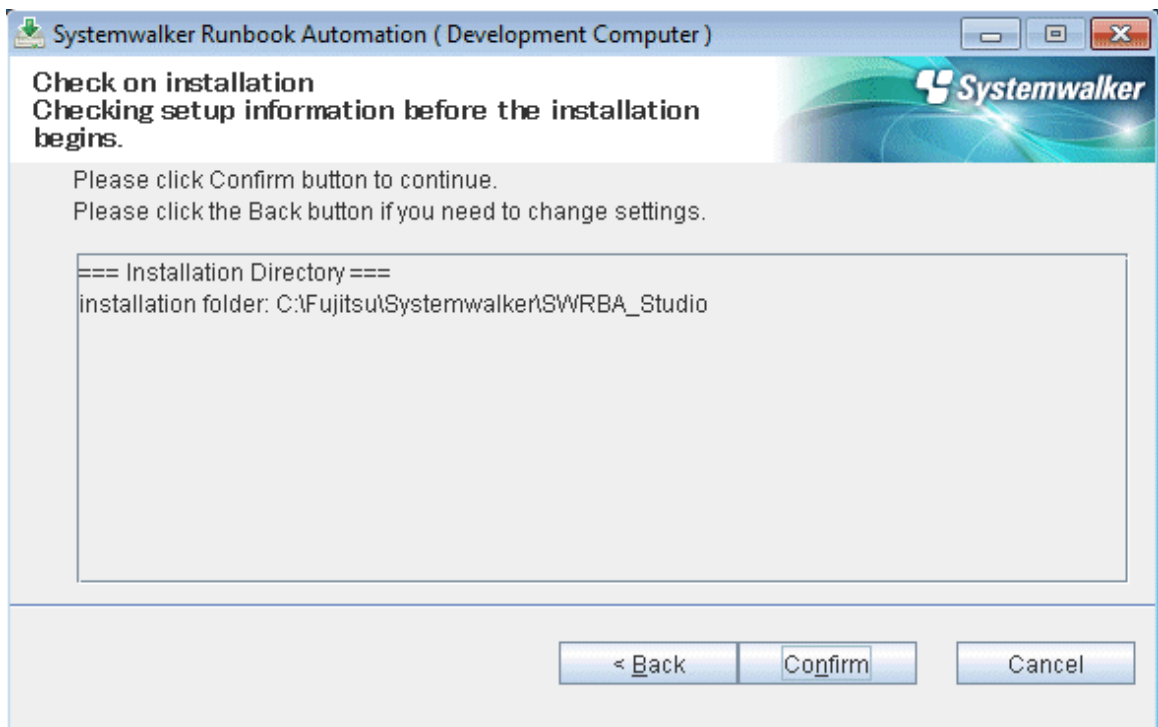 Systemwalker Runbook Automation ( Development Computer )
Check on installation
Checking setup information before the installation
begins.
Systemwalker
Please click Confirm button to continue.
Please click the Back button if you need to change settings.
=== Installation Directory ===
installation folder: C:\Fujitsu\Systemwalker\SWRBA_Studio
< Back
Confirm
Cancel